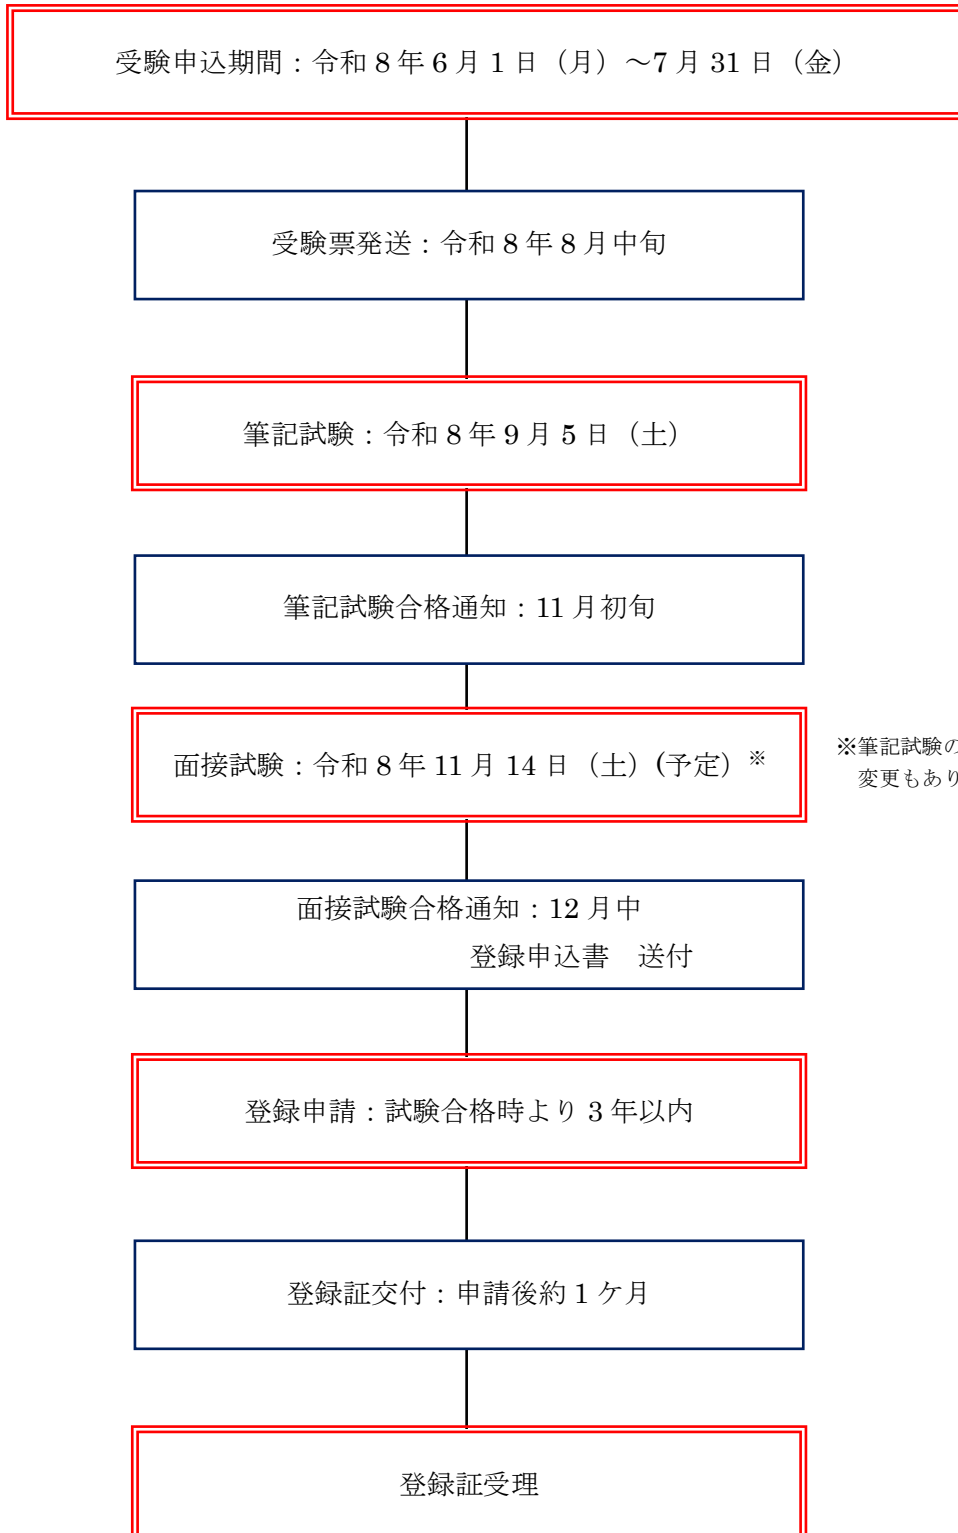 受験申込期間：令和 8 年 6 月 1 日（月）～7 月 31 日（金）
受験票発送：令和 8 年 8 月中旬
筆記試験：令和 8 年 9 月 5 日（土）
筆記試験合格通知：11 月初旬
面接試験：令和 8 年 11 月 14 日（土）(予定）※
※筆記試験の
変更もあり
面接試験合格通知：12 月中
登録申込書　送付
登録申請：試験合格時より 3 年以内
登録証交付：申請後約 1 ケ月
登録証受理